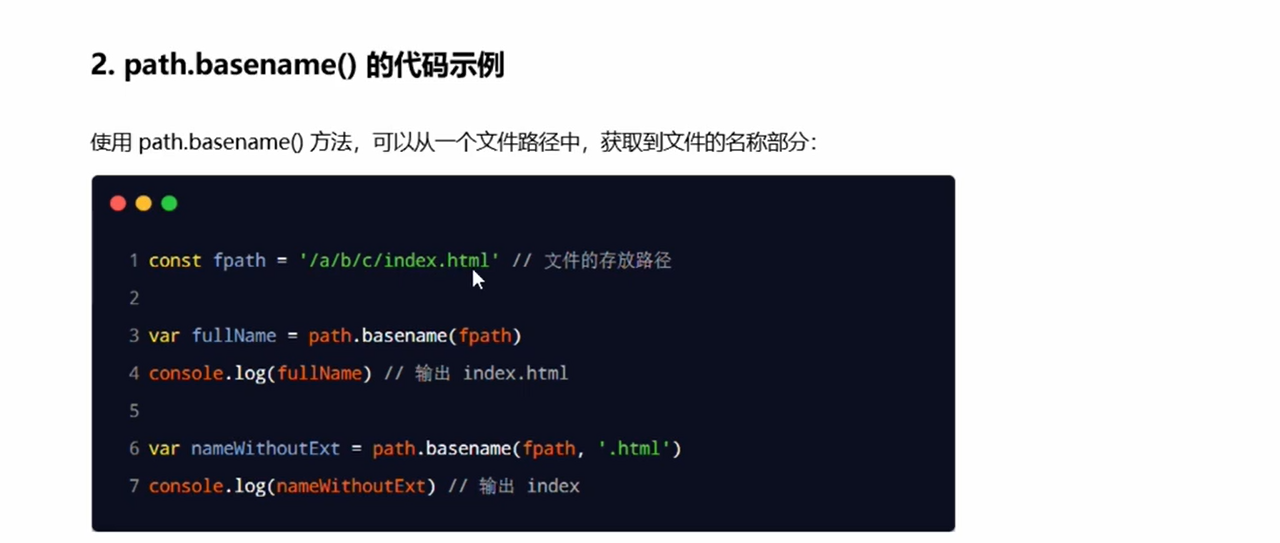 2. path.basename() 的代码示例
使用 path.basename() 方法，可以从一个文件路径中，获取到文件的名称部分：
1 const fpath = '/a/b/c/index.html' // 文件的存放路径
2
3 var fullName = path.basename(fpath)
4 console.log(fullName) // 输出 index.html
5
6 var nameWithoutExt = path.basename(fpath, '.html')
7 console.log(nameWithoutExt) // 输出 index